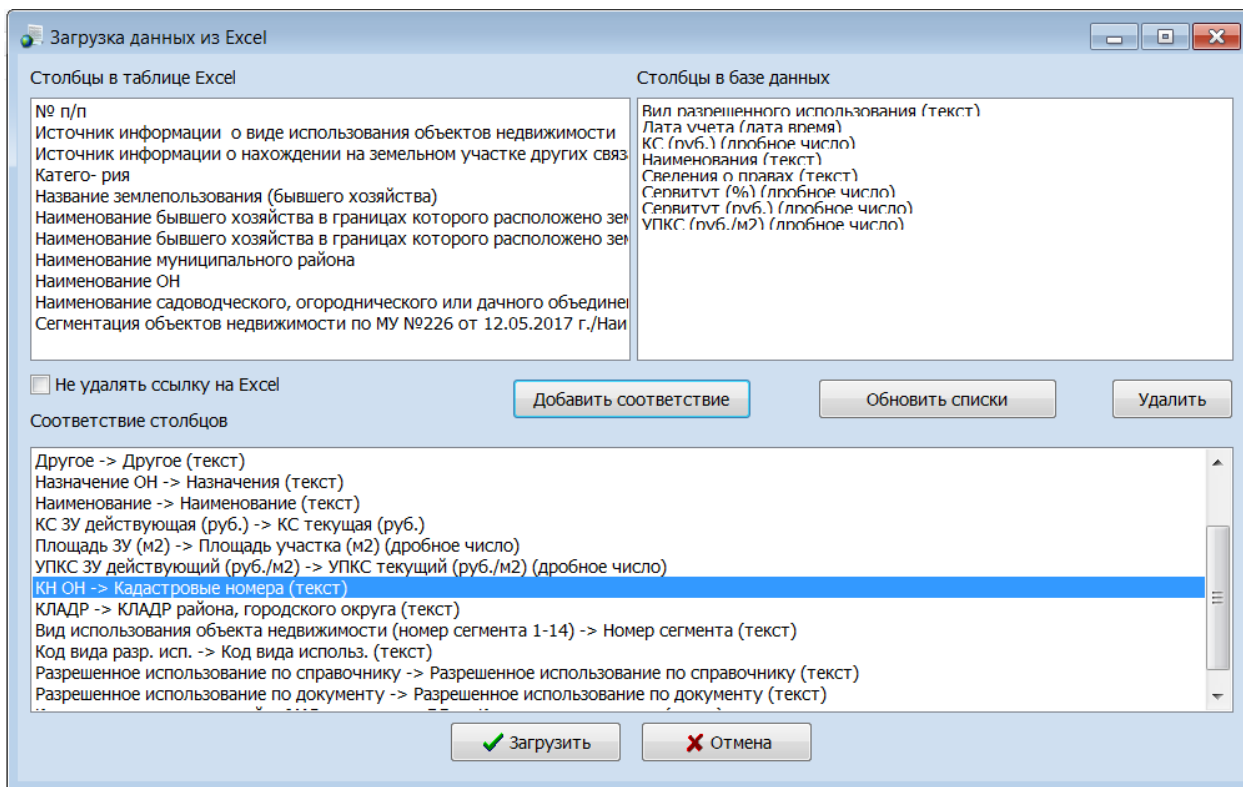 Загрузка данных из Excel
Столбцы в таблице Excel
Столбцы в базе данных
№ п/п
Источник информации о виде использования объектов недвижимости
Источник информации о нахождении на земельном участке других связ
Катего- рия
Название землепользования (бывшего хозяйства)
Наименование бывшего хозяйства в границах которого расположено зем
Наименование бывшего хозяйства в границах которого расположено зем
Наименование муниципального района
Наименование ОН
Наименование садоводческого, огороднического или дачного объединен
Сегментация объектов недвижимости по МУ №226 от 12.05.2017 г./Наи
Вид разрешенного использования (текст)
Дата учета (дата время)
КС (руб.) (дробное число)
Наименования (текст)
Сведения о правах (текст)
Сервитут (%) (дробное число)
Сервитут (руб.) (дробное число)
УПКС (руб./м2) (дробное число)
Не удалять ссылку на Excel
Добавить соответствие
Обновить списки
Удалить
Соответствие столбцов
Другое -> Другое (текст)
Назначение ОН -> Назначения (текст)
Наименование -> Наименование (текст)
КС ЗУ действующая (руб.) -> КС текущая (руб.)
Площадь ЗУ (м2) -> Площадь участка (м2) (дробное число)
УПКС ЗУ действующий (руб./м2) -> УПКС текущий (руб./м2) (дробное число)
КН ОН -> Кадастровые номера (текст)
КЛАДР -> КЛАДР района, городского округа (текст)
Вид использования объекта недвижимости (номер сегмента 1-14) -> Номер сегмента (текст)
Код вида разр. исп. -> Код вида использ. (текст)
Разрешенное использование по справочнику -> Разрешенное использование по справочнику (текст)
Разрешенное использование по документу -> Разрешенное использование по документу (текст)
Загрузить
Отмена